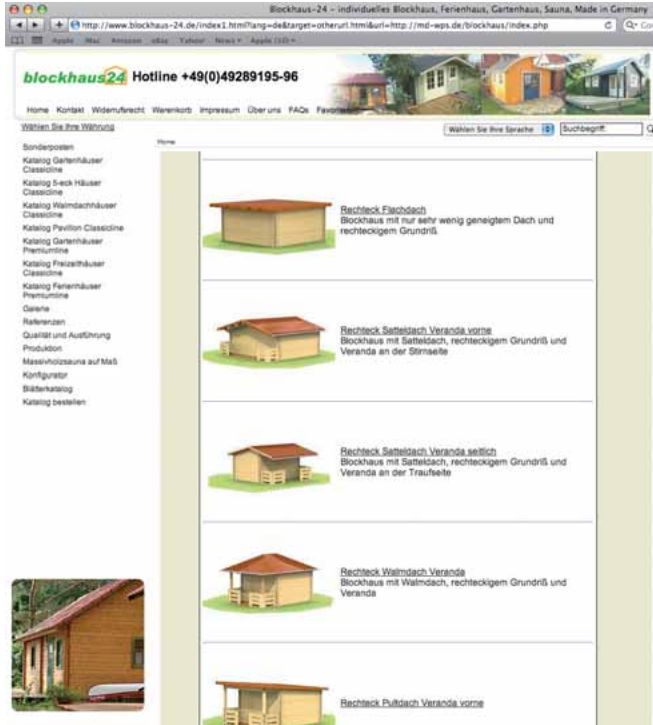 Blockhaus-24 – individuelles Blockhaus, Ferienhaus, Gartenhaus, Sauna, Made in Germany
http://www.blockhaus-24.de/index1.html?lang=de&target=otherurl.html&url=http://md-wps.de/blockhaus/index.php
Apple Mac Amazon eBay Yahoo! News Apple
blockhaus24 Hotline +49(0)49289195-96
Home Kontakt Widerrufsrecht Warenkorb Impressum Über uns FAQs
Wählen Sie Ihre Währung
Wählen Sie Ihre Sprache
Suchbegriff:
Home
Sonderposten
Katalog Gartenhäuser
Classicline
Katalog 5-eck Häuser
Classicline
Katalog Walmdachhäuser
Classicline
Katalog Pavillon Classicline
Katalog Gartenhäuser
Premiumline
Katalog Freizeithäuser
Classicline
Katalog Ferienhäuser
Premiumline
Galerie
Referenzen
Qualität und Ausführung
Produktion
Massivholzsauna auf Maß
Konfigurator
Blätterkatalog
Katalog bestellen
Rechteck Flachdach
Blockhaus mit nur sehr wenig geneigtem Dach und
rechteckigem Grundriß
Rechteck Satteldach Veranda vorne
Blockhaus mit Satteldach, rechteckigem Grundriß und
Veranda an der Stirnseite
Rechteck Satteldach Veranda seitlich
Blockhaus mit Satteldach, rechteckigem Grundriß und
Veranda an der Traufseite
Rechteck Walmdach Veranda
Blockhaus mit Walmdach, rechteckigem Grundriß und
Veranda
Rechteck Pultdach Veranda vorne